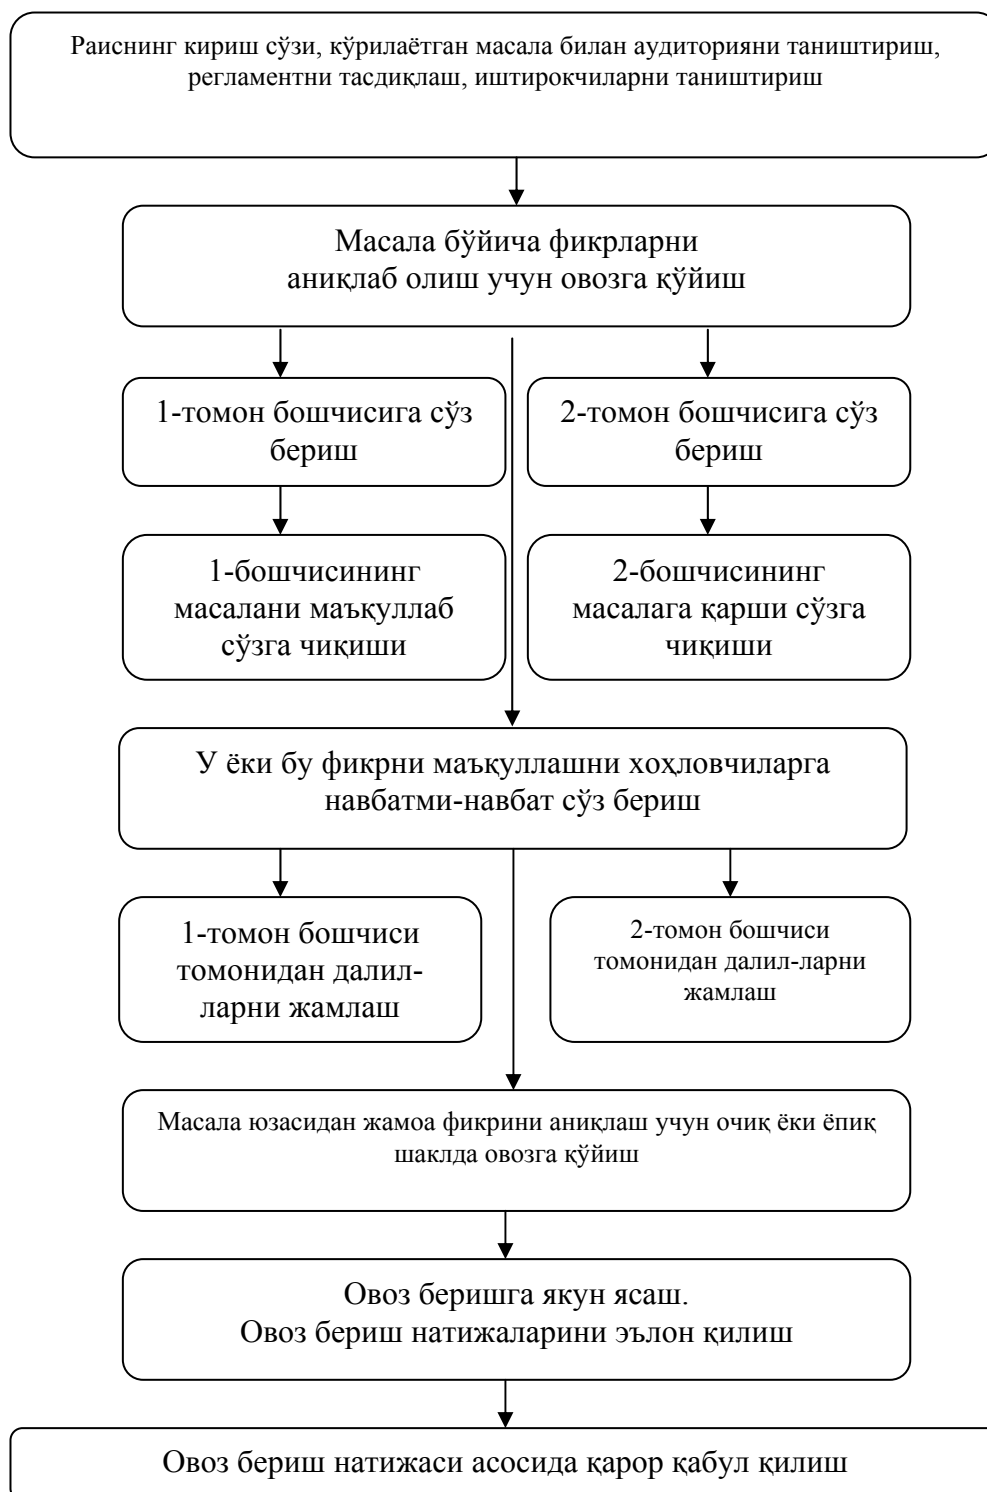 Раиснинг кириш сўзи, кўрилаётган масала билан аудиторияни таништириш,
регламентни тасдиқлаш, иштирокчиларни таништириш
Масала бўйича фикрларни
аниқлаб олиш учун овозга қўйиш
1-томон бошчисига сўз
бериш
2-томон бошчисига сўз
бериш
1-бошчисининг
масалани маъқуллаб
сўзга чиқиши
2-бошчисининг
масалага қарши сўзга
чиқиши
У ёки бу фикрни маъқуллашни хоҳловчиларга
навбатми-навбат сўз бериш
1-томон бошчиси
томонидан далил-
ларни жамлаш
2-томон бошчиси
томонидан далил-ларни
жамлаш
Масала юзасидан жамоа фикрини аниқлаш учун очиқ ёки ёпиқ
шаклда овозга қўйиш
Овоз беришга якун ясаш.
Овоз бериш натижаларини эълон қилиш
Овоз бериш натижаси асосида қарор қабул қилиш